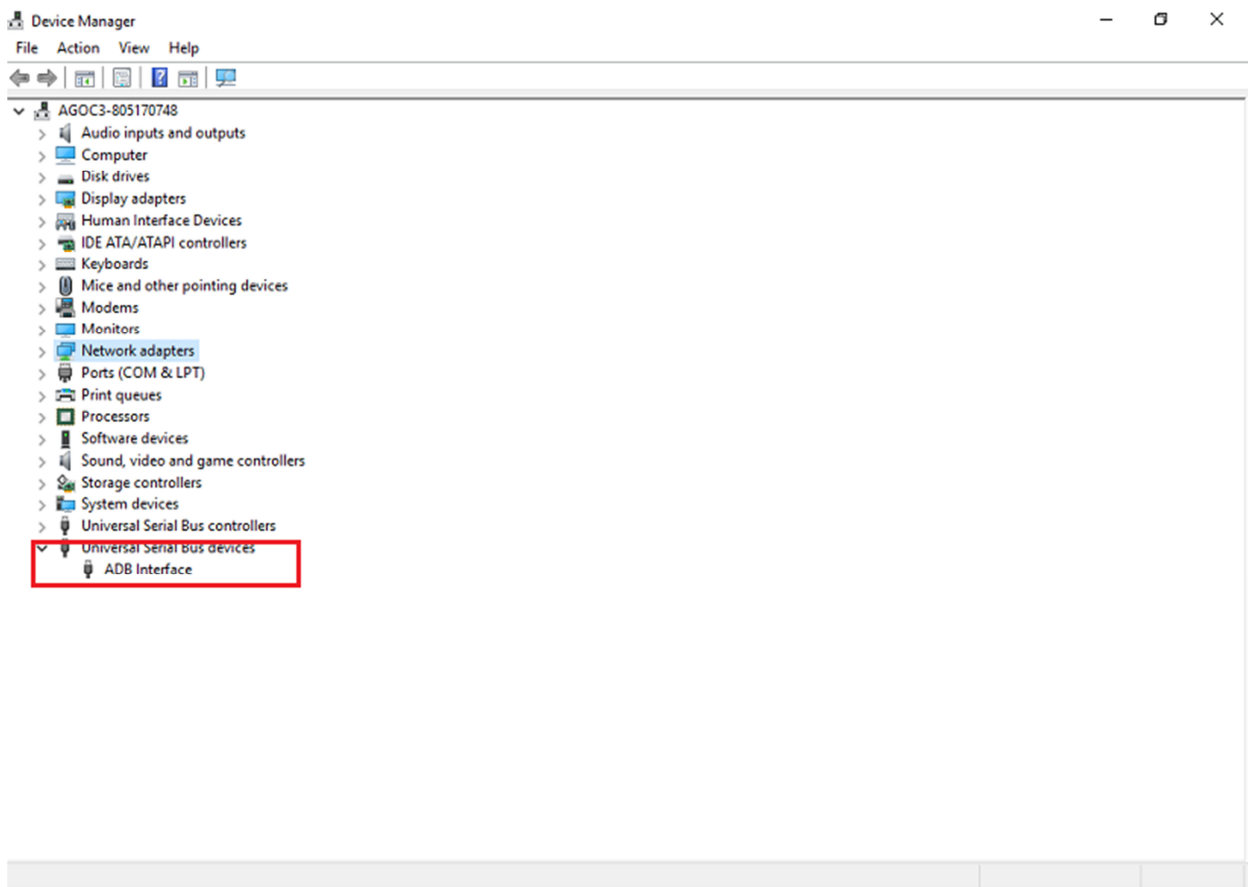 Device Manager
File Action View Help
AGOC3-805170748
Audio inputs and outputs
Computer
Disk drives
Display adapters
Human Interface Devices
IDE ATA/ATAPI controllers
Keyboards
Mice and other pointing devices
Modems
Monitors
Network adapters
Ports (COM & LPT)
Print queues
Processors
Software devices
Sound, video and game controllers
Storage controllers
System devices
Universal Serial Bus controllers
Universal Serial Bus devices
ADB Interface